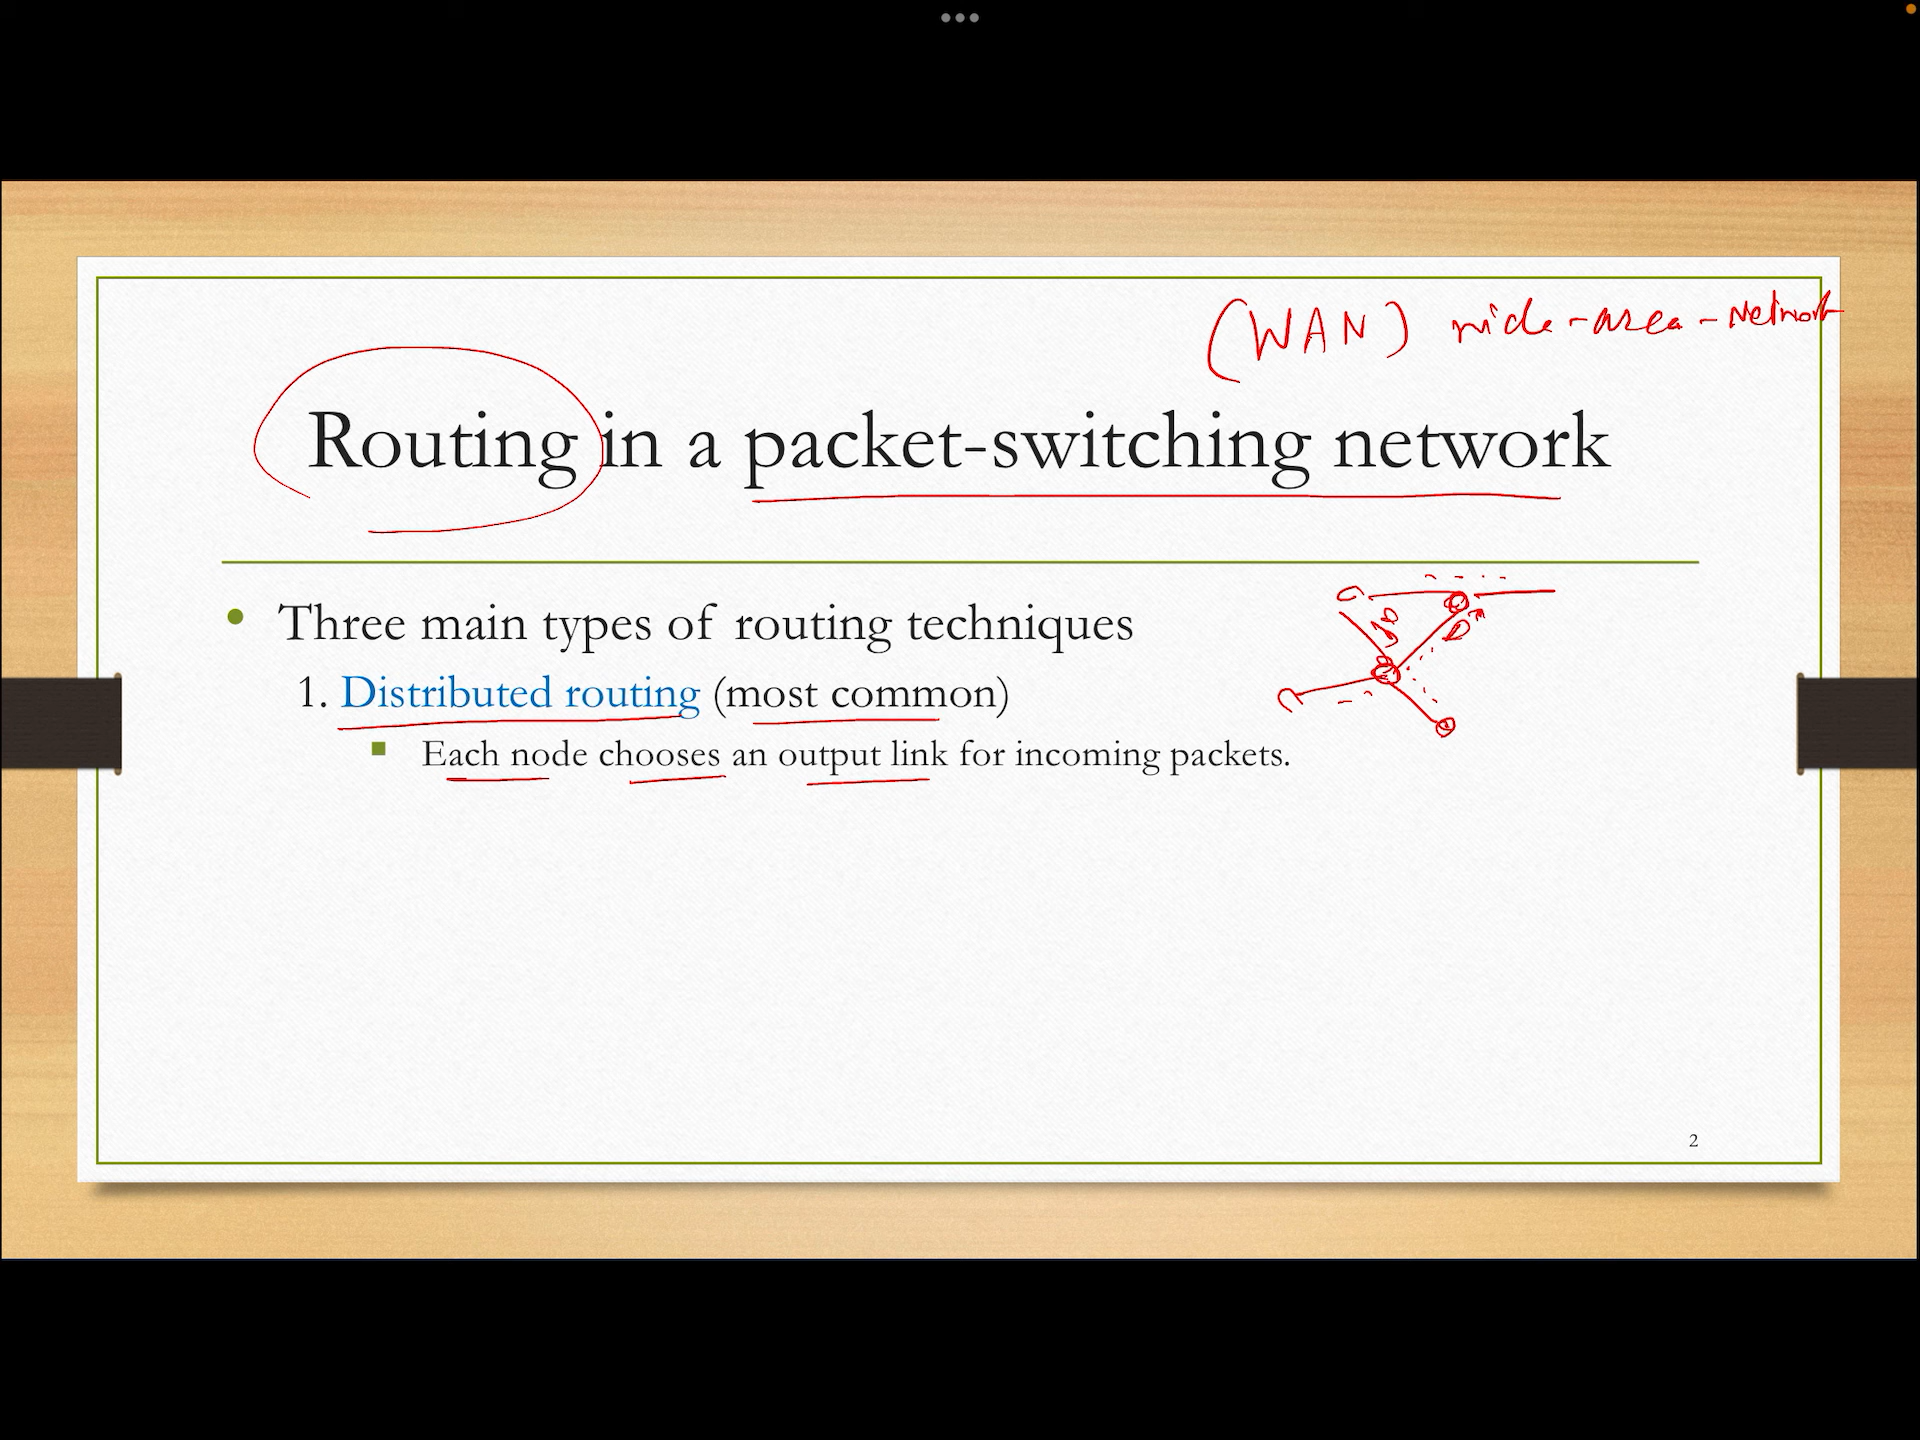 (WAN) wide-area-Network
Routing in a packet-switching network
• Three main types of routing techniques
1. Distributed routing (most common)
▪ Each node chooses an output link for incoming packets.
2